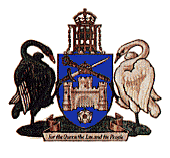 For the Queen, the Law, and the People